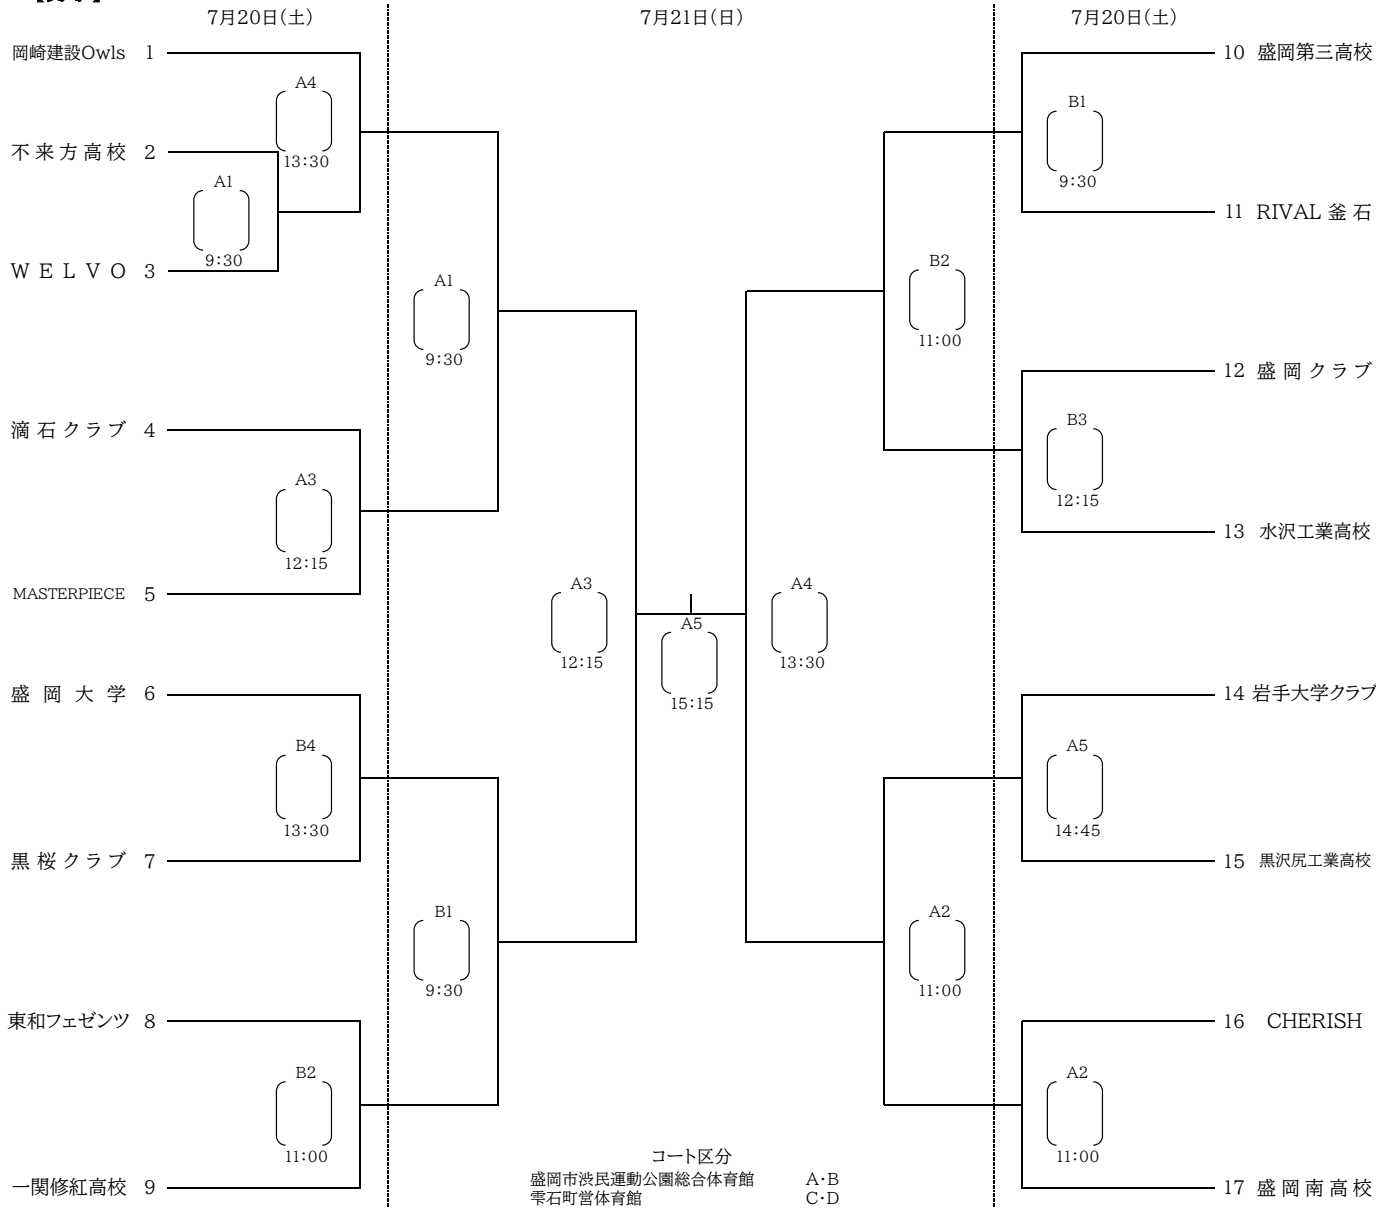 7月20日(土) 7月21日(日) 7月20日(土)
岡崎建設Owls 1
10 盛岡第三高校
A4
13:30
B1
9:30
不来方高校 2
A1
9:30
11 RIVAL 釜石
WELVO 3
A1
9:30
B2
11:00
12 盛岡クラブ
滴石クラブ 4
B3
12:15
A3
12:15
13 水沢工業高校
MASTERPIECE 5
A3
12:15
A4
13:30
A5
15:15
盛岡大学 6
14 岩手大学クラブ
B4
13:30
A5
14:45
黒桜クラブ 7
15 黒沢尻工業高校
B1
9:30
A2
11:00
東和フェゼンツ 8
16 CHERISH
B2
11:00
A2
11:00
コート区分
盛岡市渋民運動公園総合体育館 A・B
雫石町営体育館 C・D
一関修紅高校 9
17 盛岡南高校